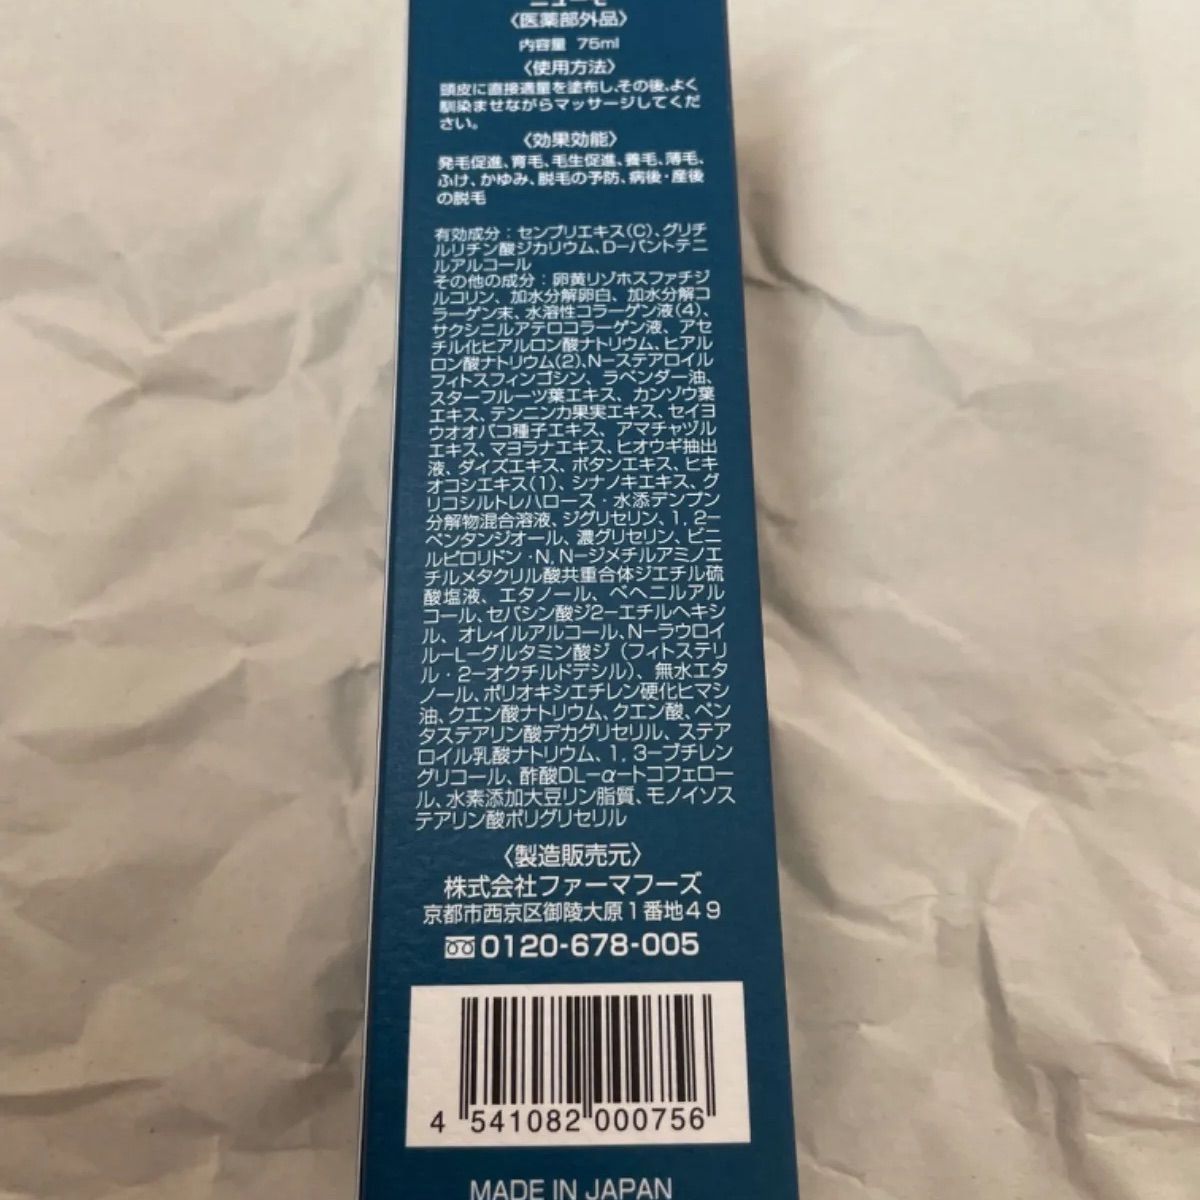 ニューモ
〈医薬部外品〉
内容量 75ml
〈使用方法〉
頭皮に直接適量を塗布し、その後、よく
馴染ませながらマッサージしてくだ
さい。
〈効果効能〉
発毛促進、育毛、毛生促進、養毛、薄毛、
ふけ、かゆみ、脱毛の予防、病後・産後
の脱毛
有効成分：センブリエキス(C)、グリチ
ルリチン酸ジカリウム、D-パントテニ
ルアルコール
その他の成分：卵黄リゾホスファチジ
ルコリン、加水分解卵白、加水分解コ
ラーゲン末、水溶性コラーゲン液(4)、
サクシニルアテロコラーゲン液、アセ
チル化ヒアルロン酸ナトリウム、ヒアル
ロン酸ナトリウム(2)、N-ステアロイル
フィトスフィンゴシン、ラベンダー油、
スターフルーツ葉エキス、カンゾウ葉
エキス、テンニンカ果実エキス、セイヨ
ウオオバコ種子エキス、アマチャヅル
エキス、マヨラナエキス、ヒオウギ抽出
液、ダイズエキス、ボタンエキス、ヒキ
オコシエキス(1)、シナノキエキス、グ
リコシルトレハロース・水添デンプン
分解物混合溶液、ジグリセリン、1,2-
ペンタンジオール、濃グリセリン、ビニ
ルピロリドン・N,N-ジメチルアミノエ
チルメタクリル酸共重合体ジエチル硫
酸塩液、エタノール、ベヘニルアル
コール、セバシン酸ジ2-エチルヘキシ
ル、オレイルアルコール、N-ラウロイ
ル-L-グルタミン酸ジ（フィトステリ
ル・2-オクチルドデシル）、無水エタ
ノール、ポリオキシエチレン硬化ヒマシ
油、クエン酸ナトリウム、クエン酸、ペン
タステアリン酸デカグリセリル、ステア
ロイル乳酸ナトリウム、1,3-ブチレン
グリコール、酢酸DL-α-トコフェロー
ル、水素添加大豆リン脂質、モノイソス
テアリン酸ポリグリセリル
〈製造販売元〉
株式会社ファーマフーズ
京都市西京区御陵大原1番地49
0120-678-005
4 541082 000756
MADE IN JAPAN